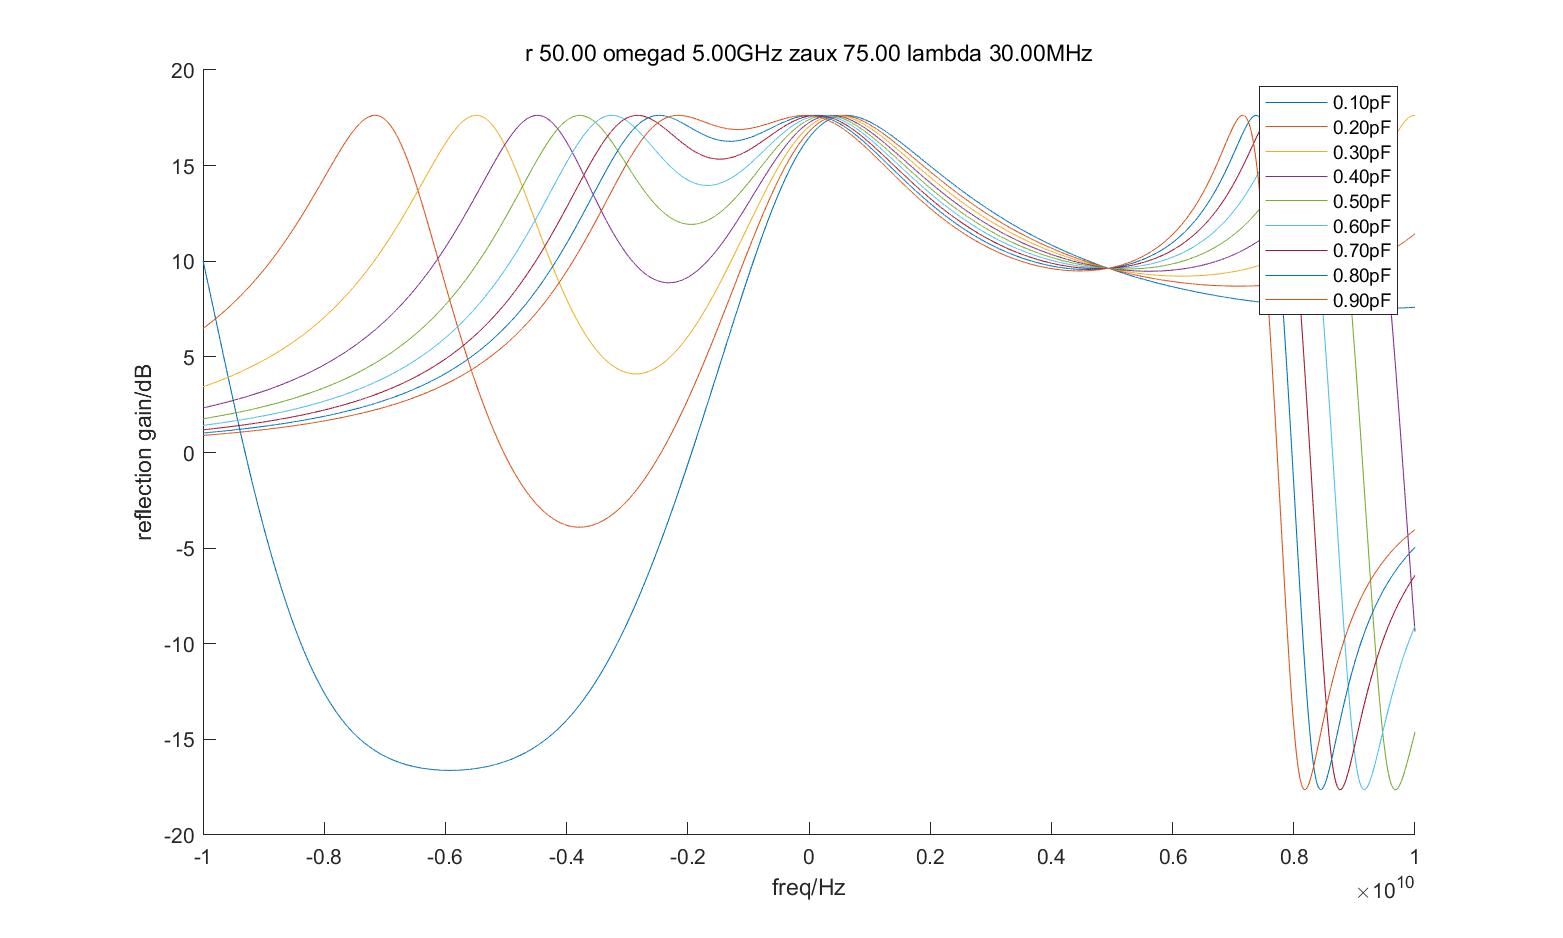 r 50.00 omegad 5.00GHz zaux 75.00 lambda 30.00MHz
20
15
10
5
0
-5
-10
-15
-20
reflection gain/dB
0.10pF
0.20pF
0.30pF
0.40pF
0.50pF
0.60pF
0.70pF
0.80pF
0.90pF
-1 -0.8 -0.6 -0.4 -0.2 0 0.2 0.4 0.6 0.8 1
freq/Hz
×10^10